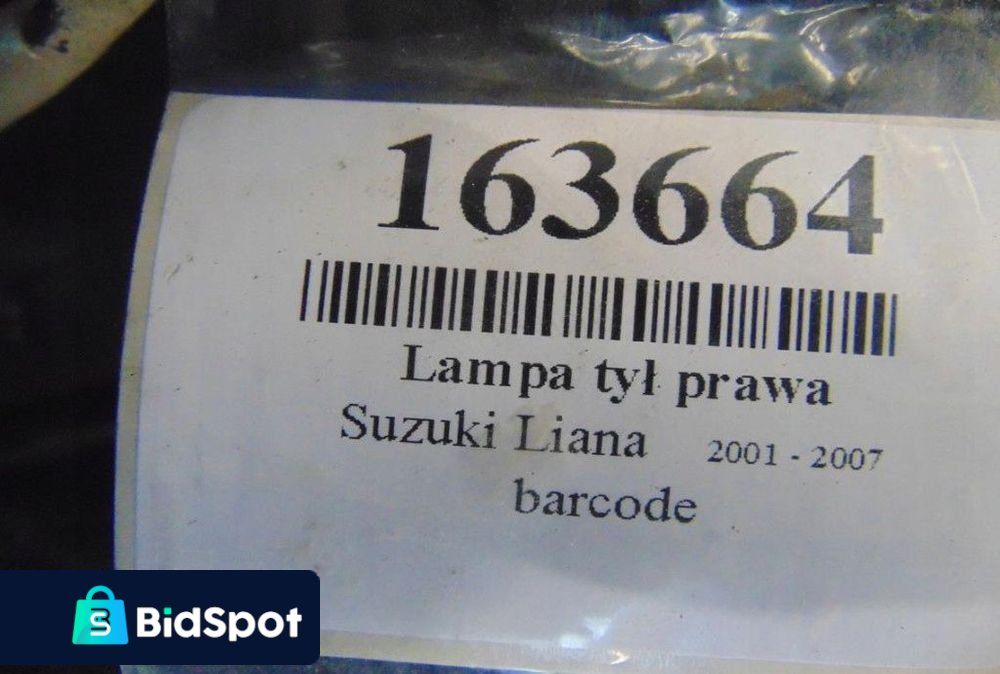 163664
Lampa tył prawa
Suzuki Liana 2001 - 2007
barcode
BidSpot